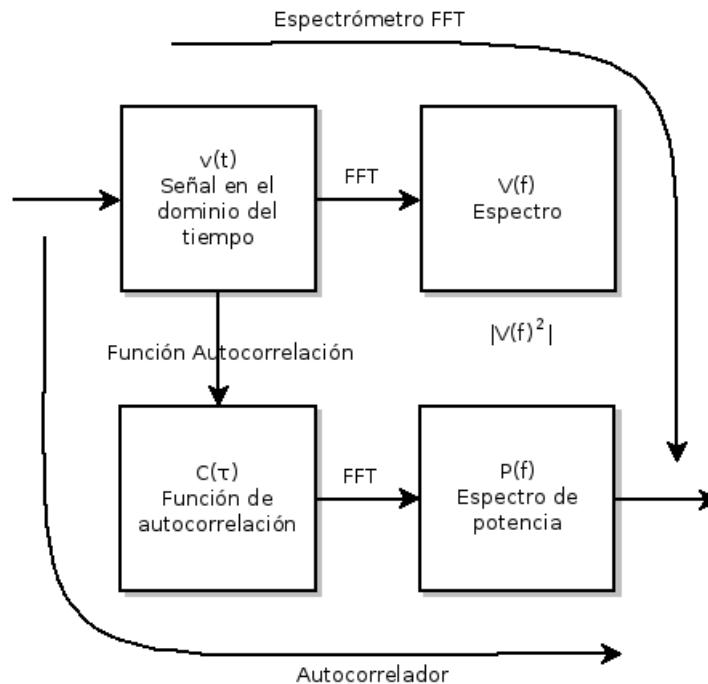 Espectrómetro FFT
v(t)
Señal en el
dominio del
tiempo
FFT
V(f)
Espectro
|V(f)²|
Función Autocorrelación
C(τ)
Función de
autocorrelación
FFT
P(f)
Espectro de
potencia
Autocorrelador